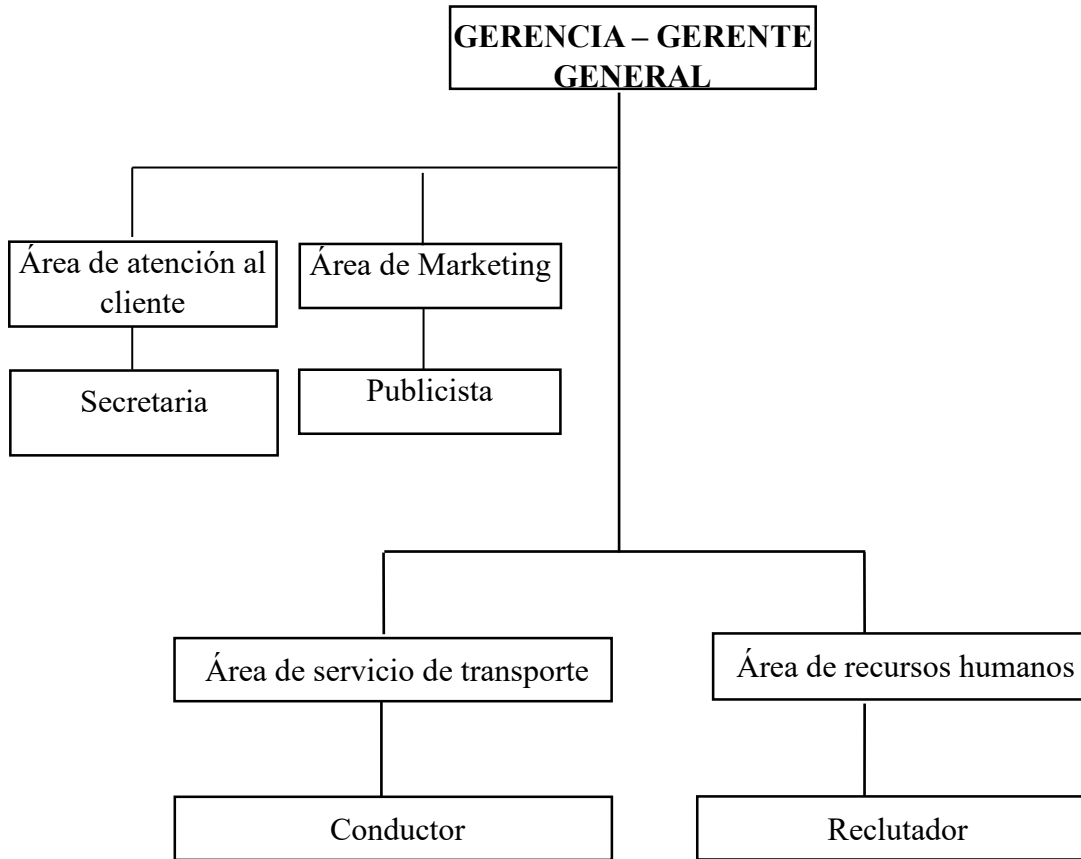 GERENCIA – GERENTE
GENERAL
Área de atención al
cliente
Área de Marketing
Secretaria
Publicista
Área de servicio de transporte
Área de recursos humanos
Conductor
Reclutador